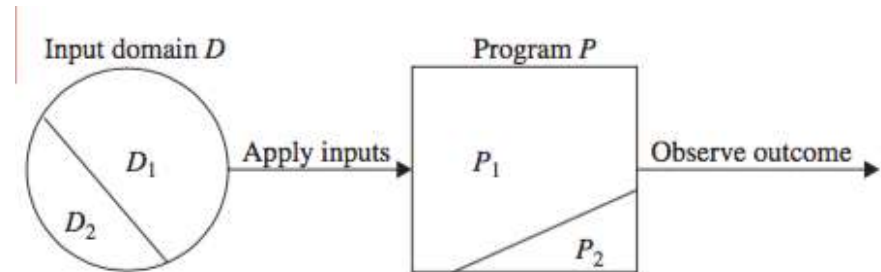 Input domain D
Program P
D1
Apply inputs
P1
Observe outcome
D2
P2